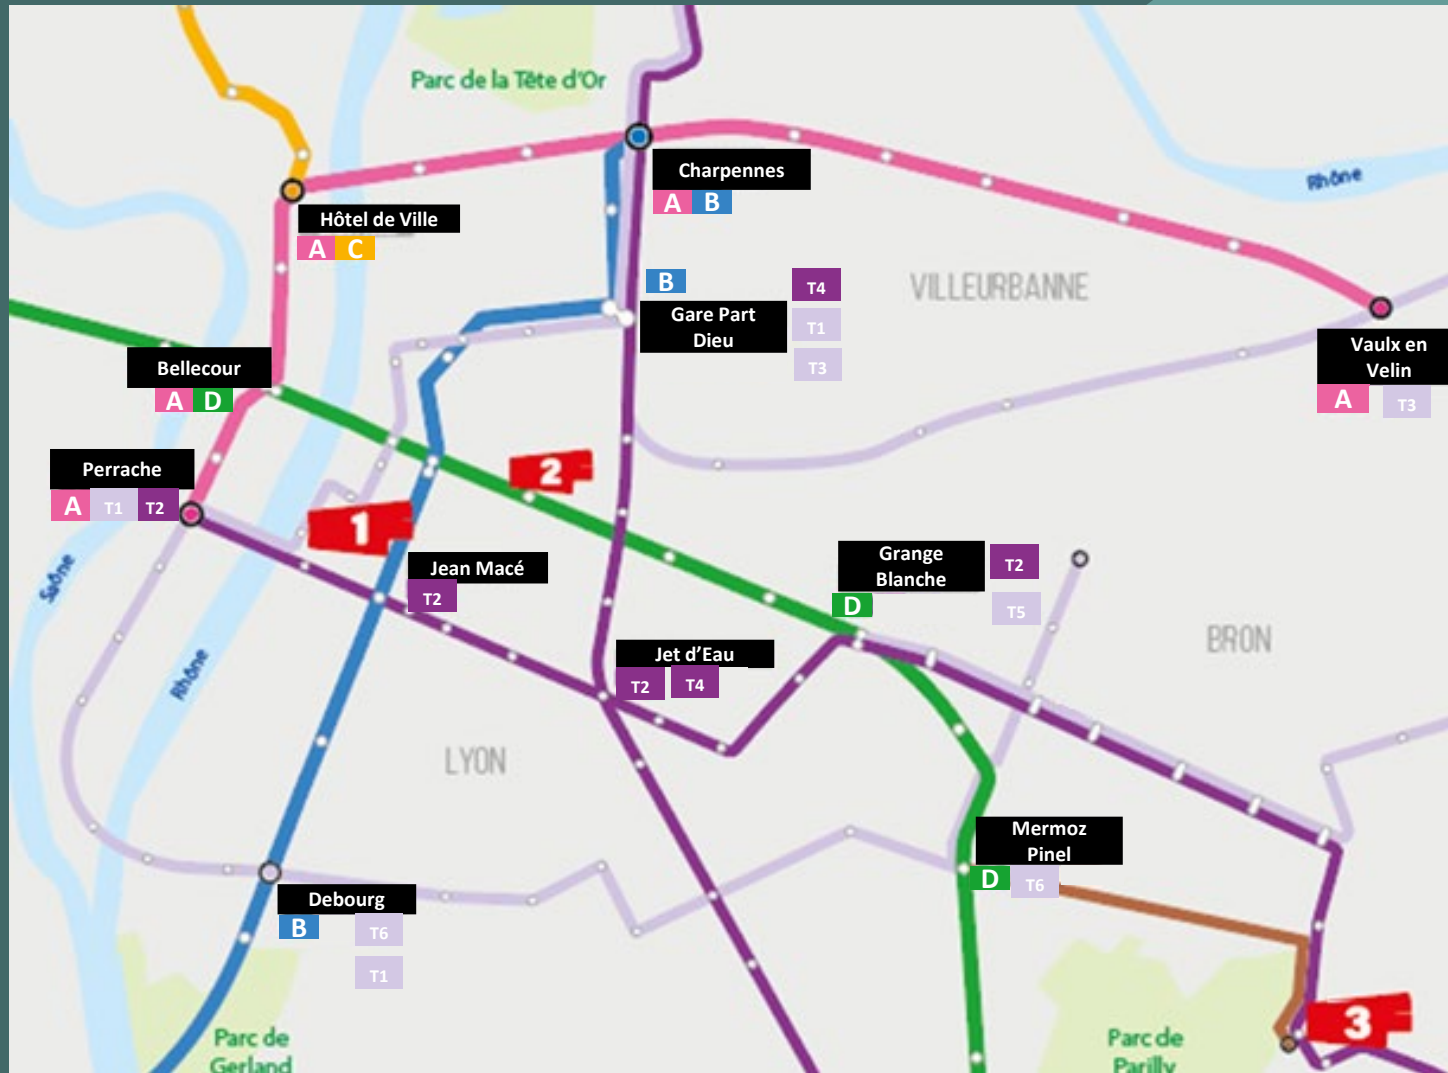 Parc de la Tête d'Or
Charpennes
A B
Rhône
Hôtel de Ville
A C
B
T4
VILLEURBANNE
Gare Part
Dieu
T1
T3
Vaulx en
Velin
A T3
Bellecour
A D
Perrache
A T1 T2
2
1
Saône
Jean Macé
T2
Grange
Blanche
T2
D
T5
BRON
Rhône
Jet d'Eau
T2 T4
LYON
Mermoz
Pinel
D T6
Debourg
B T6
T1
3
Parc de
Gerland
Parc de
Parilly